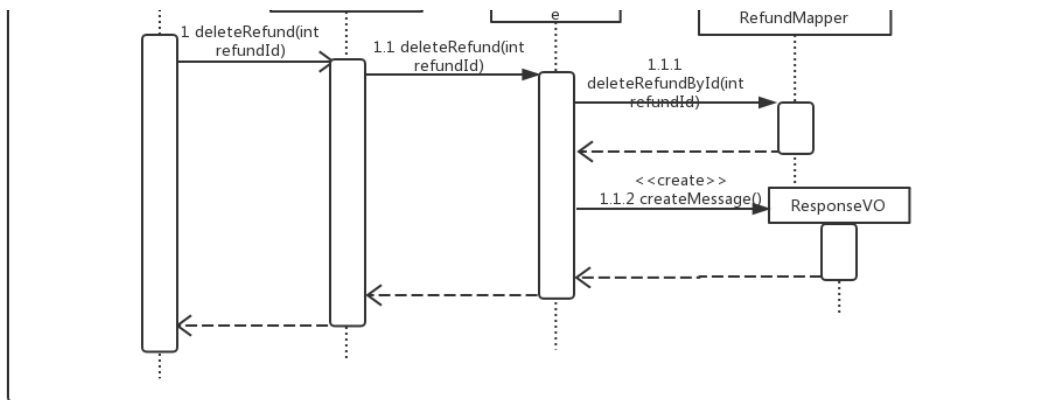 e
RefundMapper
1 deleteRefund(int
refundId)
1.1 deleteRefund(int
refundId)
1.1.1
deleteRefundById(int
refundId)
<<create>>
1.1.2 createMessage()
ResponseVO